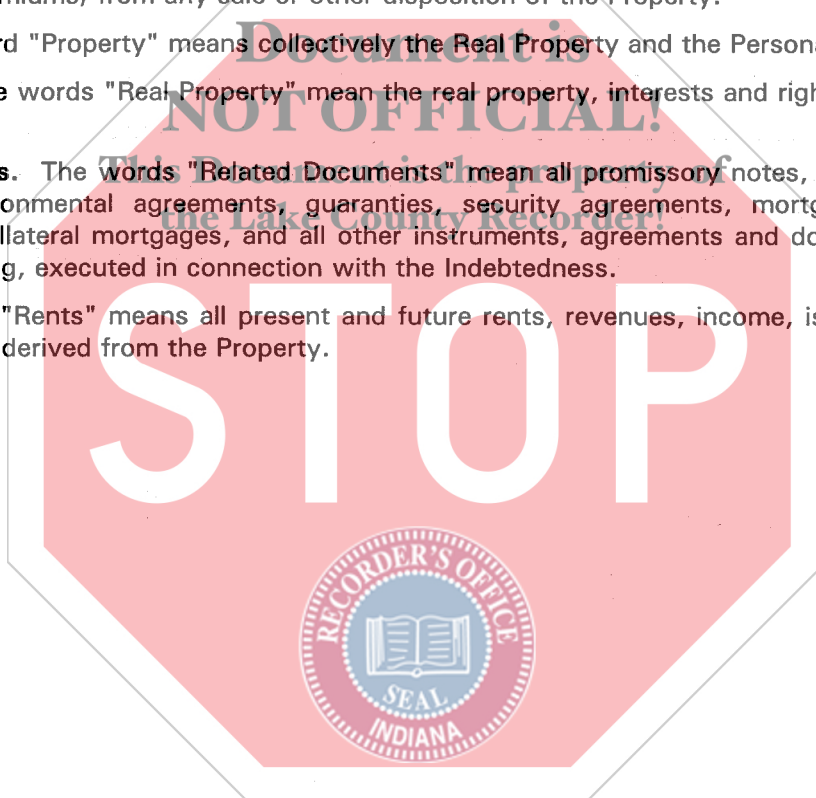 miums, from any sale or other disposition of the Property.
Document is
rd "Property" means collectively the Real Property and the Persona
e words "Real Property" mean the real property, interests and righ
NOT OFFICIAL!
s. The words "Related Documents" mean all promissory notes,
This Document is the property of
onmental agreements, guaranties, security agreements, mortg
the Lake County Recorder!
llateral mortgages, and all other instruments, agreements and do
g, executed in connection with the Indebtedness.
"Rents" means all present and future rents, revenues, income, is
derived from the Property.
STOP
RECORDER'S OFFICE
SEAL
INDIANA